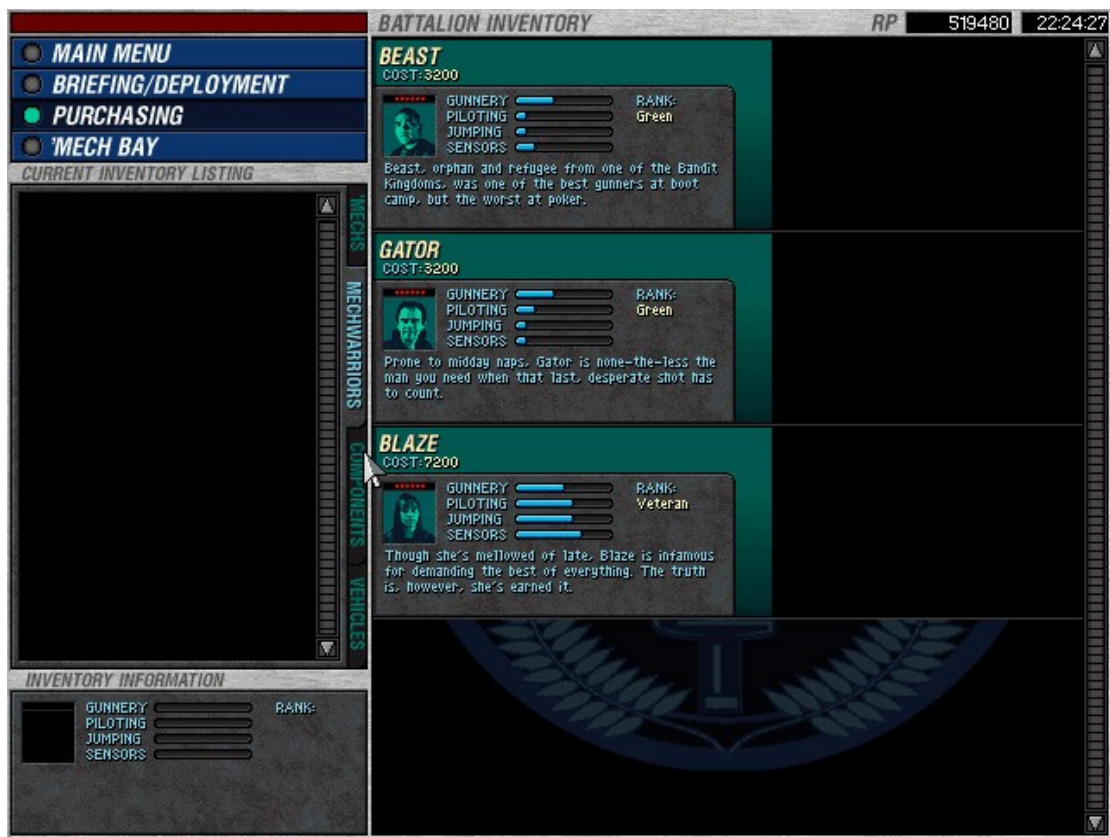 BATTALION INVENTORY RP 519480 22:24:27
MAIN MENU
BRIEFING/DEPLOYMENT
PURCHASING
'MECH BAY
CURRENT INVENTORY LISTING
'MECHS
MECHWARRIORS
COMPONENTS
VEHICLES
INVENTORY INFORMATION
GUNNERY RANK:
PILOTING
JUMPING
SENSORS
BEAST
COST:3200
GUNNERY RANK:
PILOTING Green
JUMPING
SENSORS
Beast, orphan and refugee from one of the Bandit
Kingdoms, was one of the best gunners at boot
camp, but the worst at poker.
GATOR
COST:3200
GUNNERY RANK:
PILOTING Green
JUMPING
SENSORS
Prone to midday naps, Gator is none-the-less the
man you need when that last, desperate shot has
to count.
BLAZE
COST:7200
GUNNERY RANK:
PILOTING Veteran
JUMPING
SENSORS
Though she's mellowed of late, Blaze is infamous
for demanding the best of everything. The truth
is, however, she's earned it.